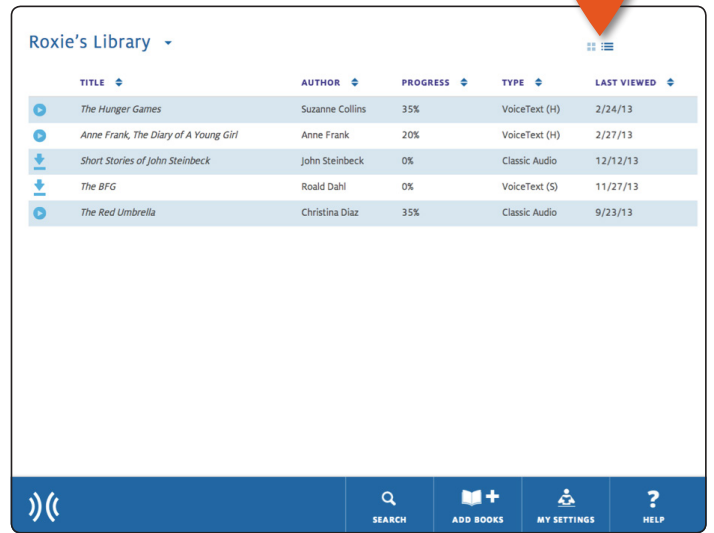 Roxie's Library
TITLE AUTHOR PROGRESS TYPE LAST VIEWED
The Hunger Games Suzanne Collins 35% VoiceText (H) 2/24/13
Anne Frank, The Diary of A Young Girl Anne Frank 20% VoiceText (H) 2/27/13
Short Stories of John Steinbeck John Steinbeck 0% Classic Audio 12/12/13
The BFG Roald Dahl 0% VoiceText (S) 11/27/13
The Red Umbrella Christina Diaz 35% Classic Audio 9/23/13
SEARCH ADD BOOKS MY SETTINGS HELP